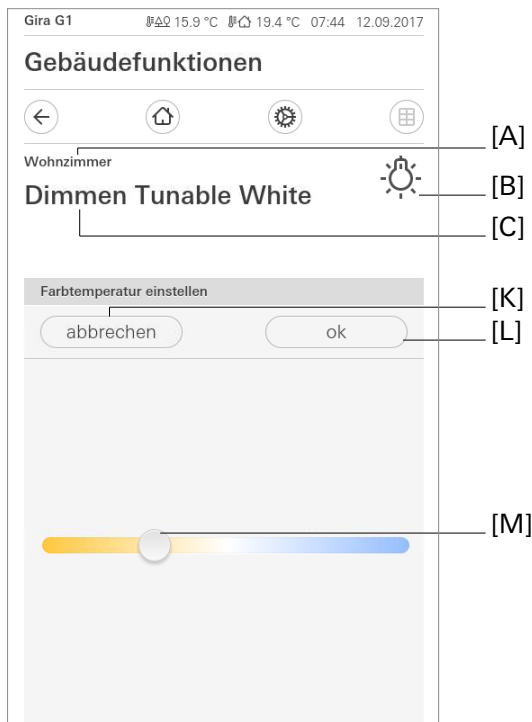 Gira G1 15.9 °C 19.4 °C 07:44 12.09.2017
Gebäudefunktionen
[A]
Wohnzimmer
[B]
Dimmen Tunable White
[C]
Farbtemperatur einstellen
[K]
abbrechen ok
[L]
[M]